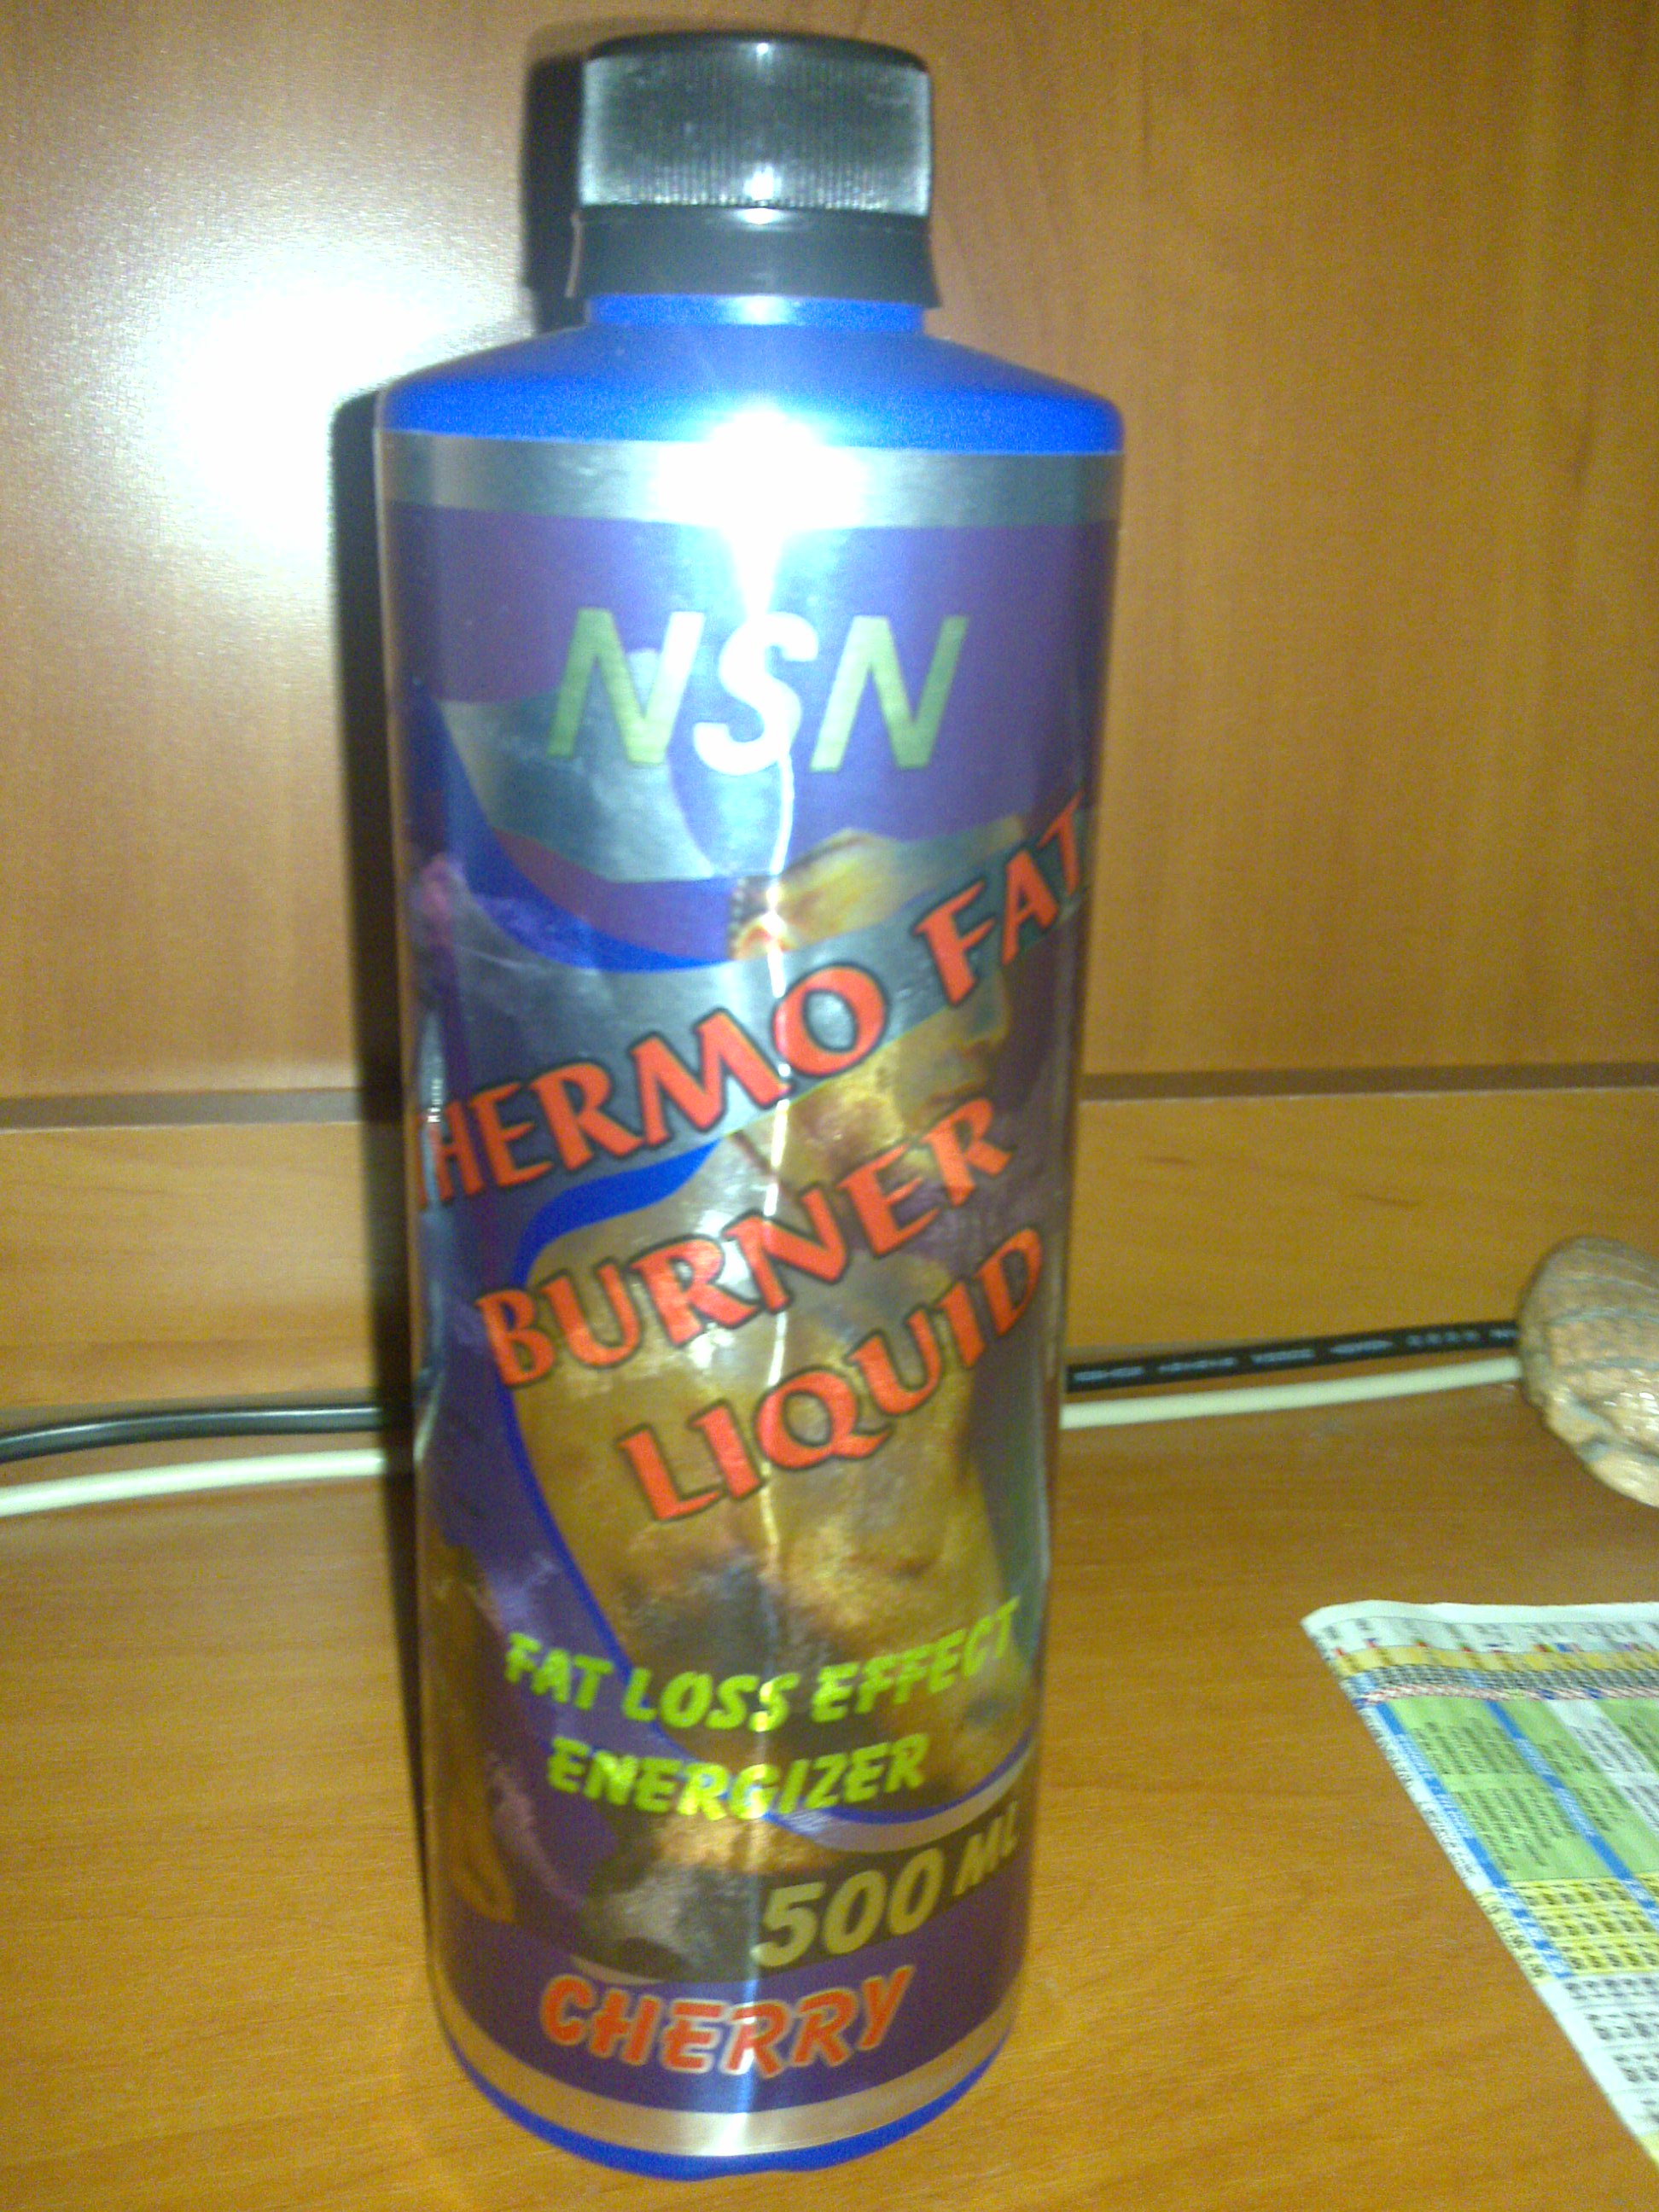 NSN
THERMO FAT
BURNER
LIQUID
FAT LOSS EFFECT
ENERGIZER
500 ML
CHERRY